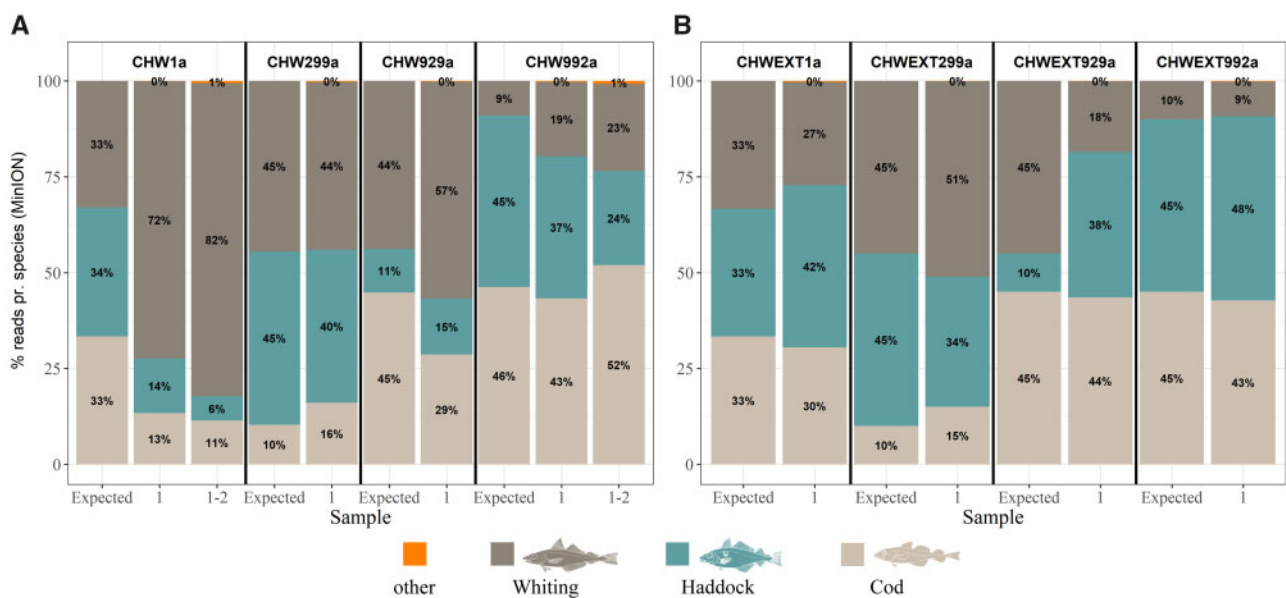 A
B
CHW1a CHW299a CHW929a CHW992a
CHWEXT1a CHWEXT299a CHWEXT929a CHWEXT992a
% reads pr. species (MinION)
100
75
50
25
0
33% 34% 33%
0% 72% 14% 13%
1% 82% 6% 11%
45% 45% 10%
0% 44% 40% 16%
44% 11% 45%
0% 57% 15% 29%
9% 45% 46%
0% 19% 37% 43%
1% 23% 24% 52%
Expected 1 1-2 Expected 1 Expected 1 Expected 1 1-2
Sample
100
75
50
25
0
33% 33% 33%
0% 27% 42% 30%
45% 45% 10%
0% 51% 34% 15%
45% 10% 45%
0% 18% 38% 44%
10% 45% 45%
0% 9% 48% 43%
Expected 1 Expected 1 Expected 1 Expected 1
Sample
other Whiting Haddock Cod